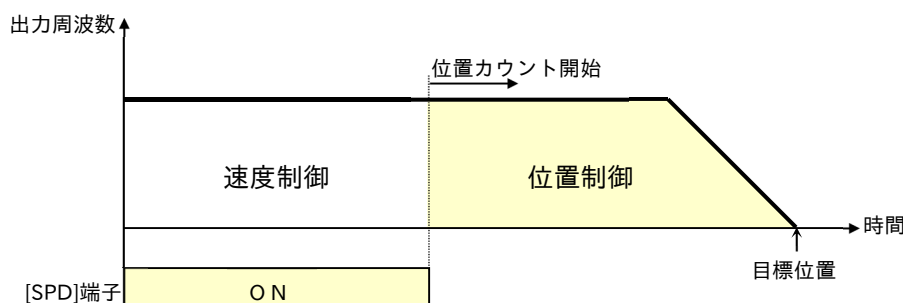 出力周波数
位置カウント開始
速度制御
位置制御
時間
目標位置
[SPD]端子
ON